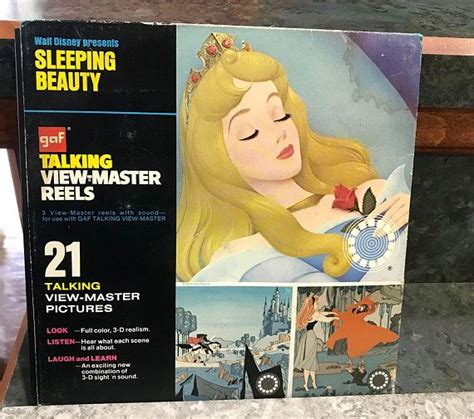 Walt Disney presents
SLEEPING
BEAUTY
gaf
TALKING
VIEW-MASTER
REELS
3 View-Master reels with sound—
for use with GAF TALKING VIEW-MASTER
21
TALKING
VIEW-MASTER
PICTURES
LOOK —Full color, 3-D realism.
LISTEN—Hear what each scene
is all about.
LAUGH and LEARN
—An exciting new
combination of
3-D sight 'n sound.